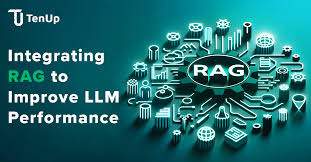 TenUp
Integrating
RAG to
Improve LLM
Performance
RAG